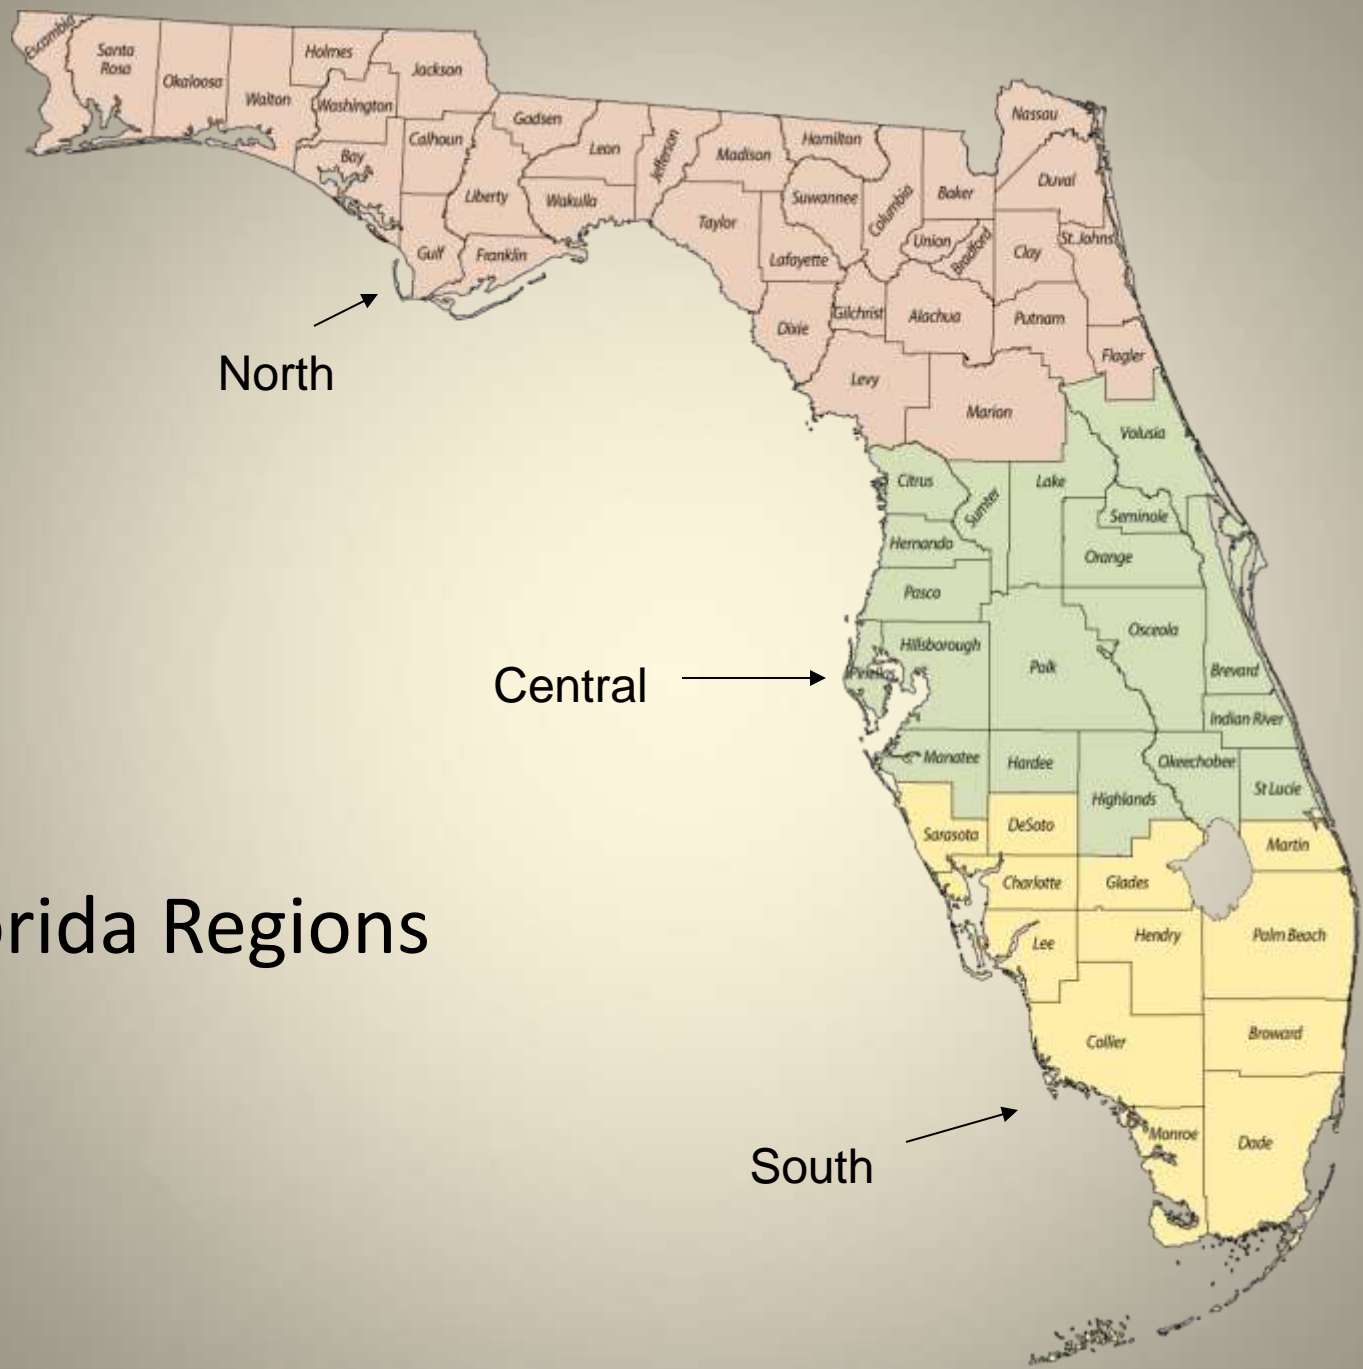 Escambia
Santa
Rosa
Okaloosa
Walton
Holmes
Washington
Jackson
Bay
Calhoun
Gulf
Liberty
Gadsen
Franklin
Leon
Wakulla
Jefferson
Madison
Taylor
Hamilton
Suwannee
Lafayette
Columbia
Baker
Union
Bradford
Nassau
Duval
Clay
St. Johns
Dixie
Gilchrist
Alachua
Putnam
Flagler
Levy
Marion
North
Volusia
Citrus
Sumter
Lake
Seminole
Hernando
Orange
Pasco
Osceola
Hillsborough
Pinellas
Polk
Brevard
Central
Indian River
Manatee
Hardee
Okeechobee
Highlands
St Lucie
Sarasota
DeSoto
Martin
Charlotte
Glades
orida Regions
Lee
Hendry
Palm Beach
Collier
Broward
Monroe
Dade
South